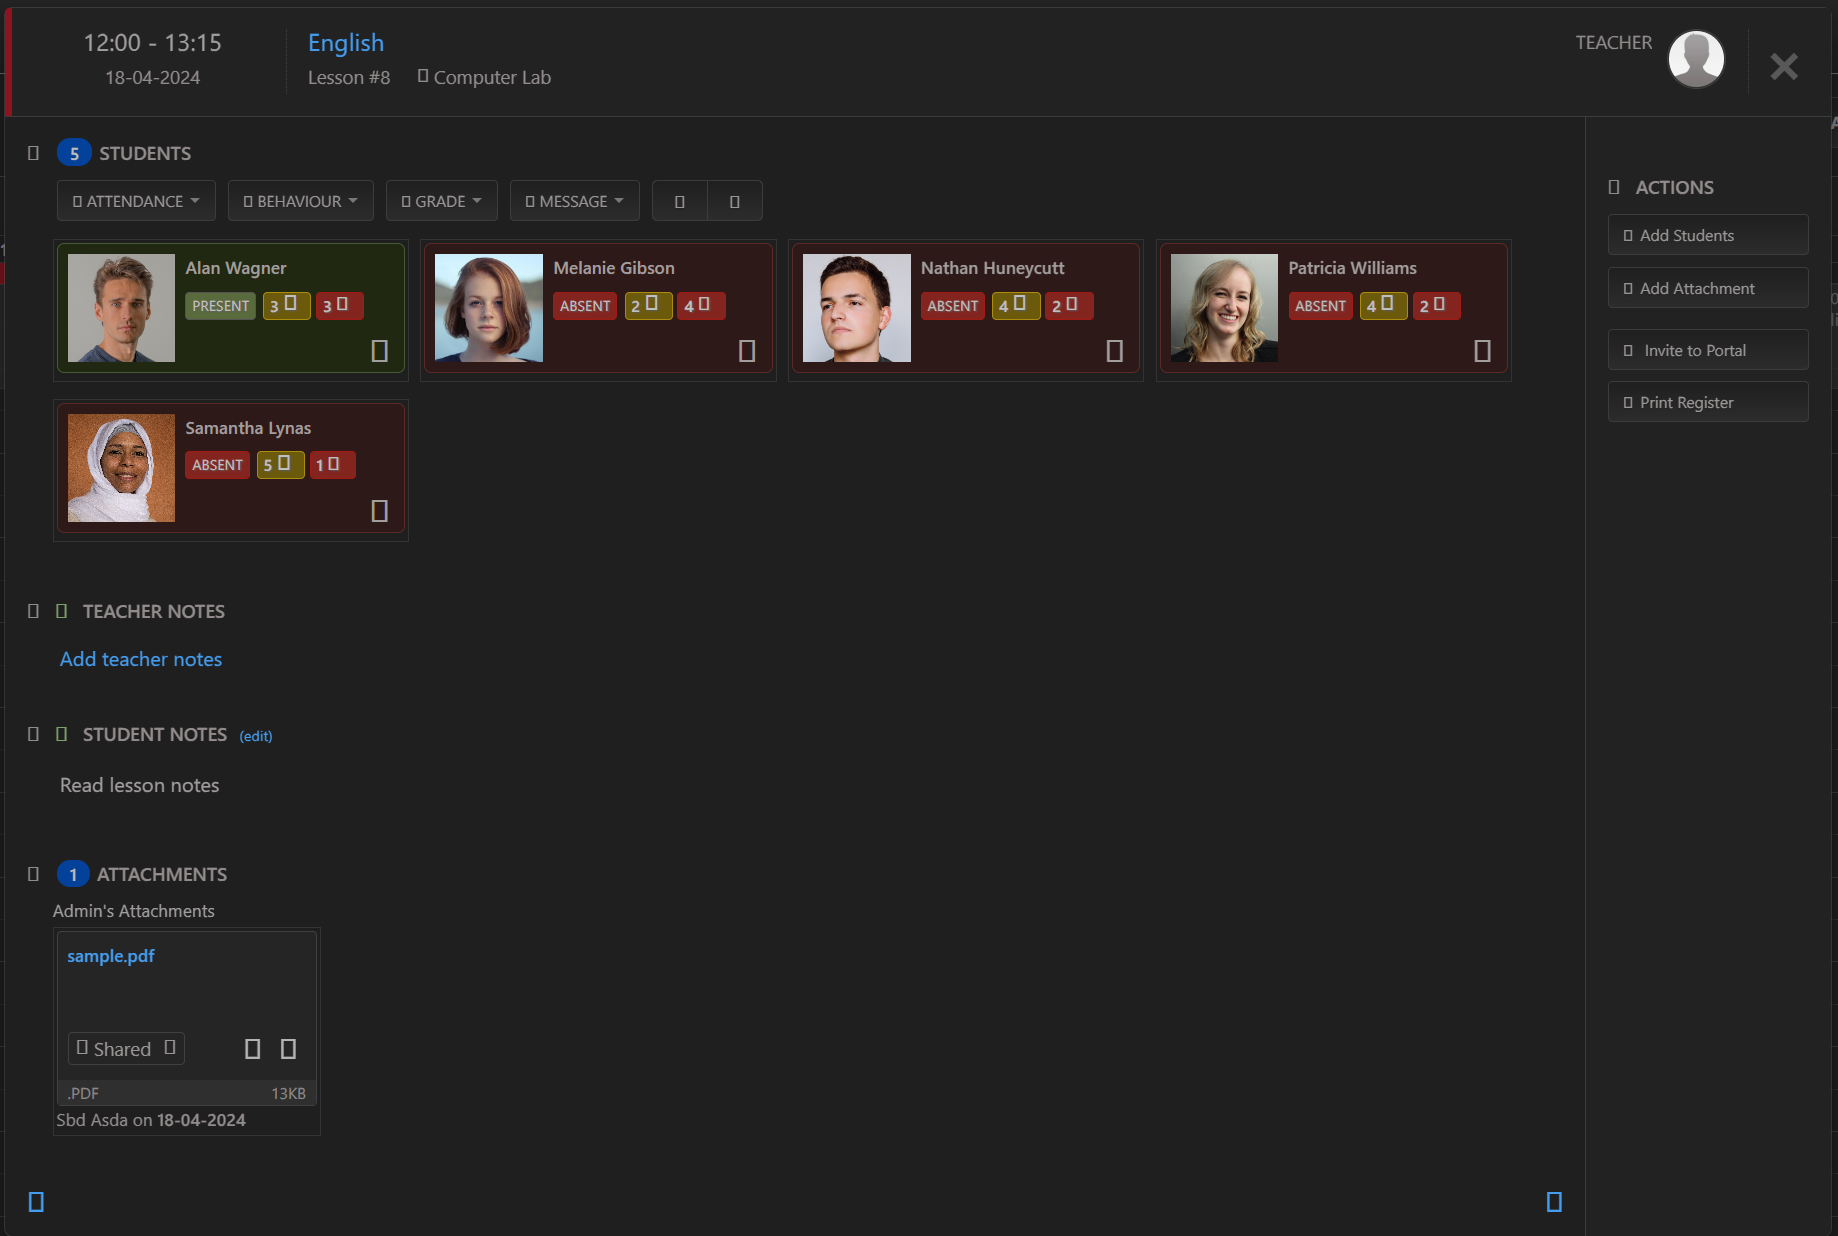 12:00 - 13:15
18-04-2024
English
Lesson #8 Computer Lab
TEACHER
5 STUDENTS
ATTENDANCE BEHAVIOUR GRADE MESSAGE
Alan Wagner
PRESENT 3 3
Melanie Gibson
ABSENT 2 4
Nathan Huneycutt
ABSENT 4 2
Patricia Williams
ABSENT 4 2
Samantha Lynas
ABSENT 5 1
TEACHER NOTES
Add teacher notes
STUDENT NOTES (edit)
Read lesson notes
1 ATTACHMENTS
Admin's Attachments
sample.pdf
Shared
.PDF 13KB
Sbd Asda on 18-04-2024
ACTIONS
Add Students
Add Attachment
Invite to Portal
Print Register